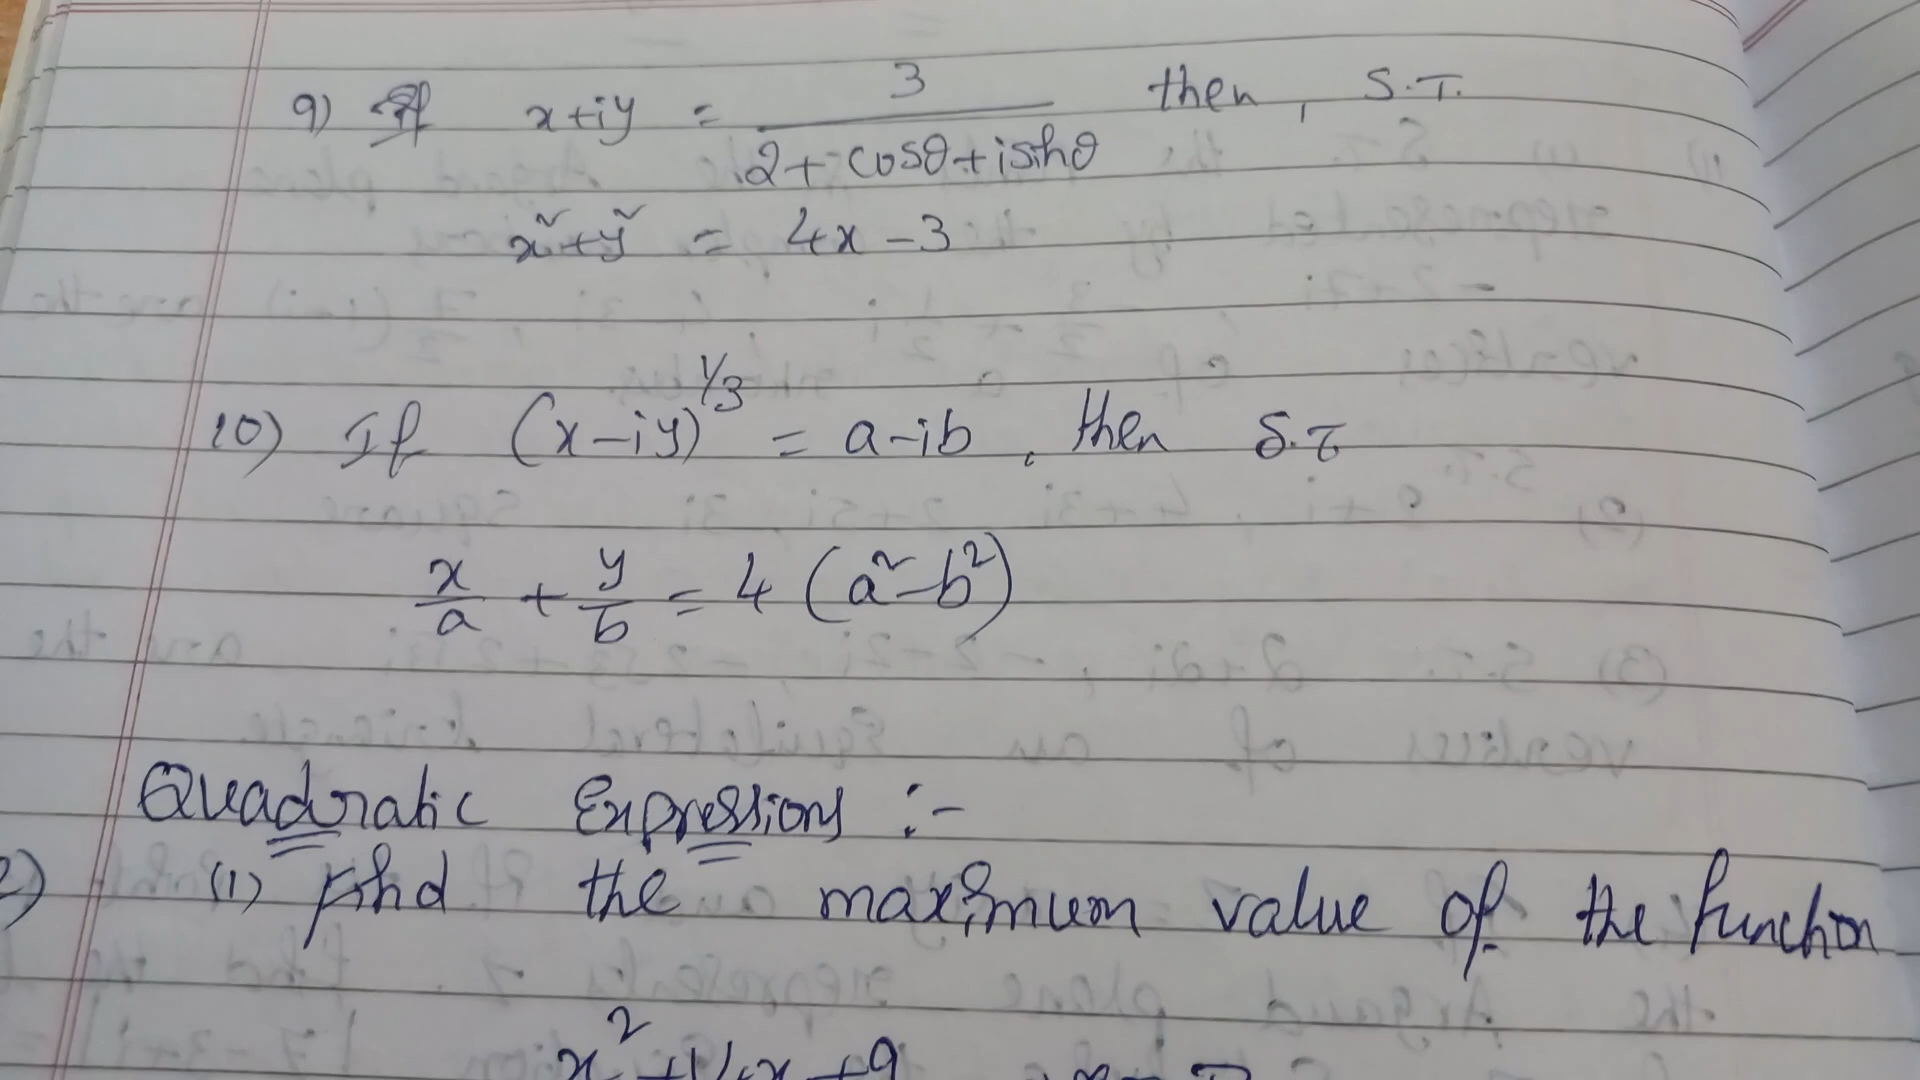 9) If x+iy = 3/(2+cosθ+isinθ) then, S.T.
x²+y² = 4x-3
10) If (x-iy)^1/3 = a-ib, then S.T
x/a + y/b = 4(a²-b²)
Quadratic Expressions :-
(1) Find the maximum value of the function